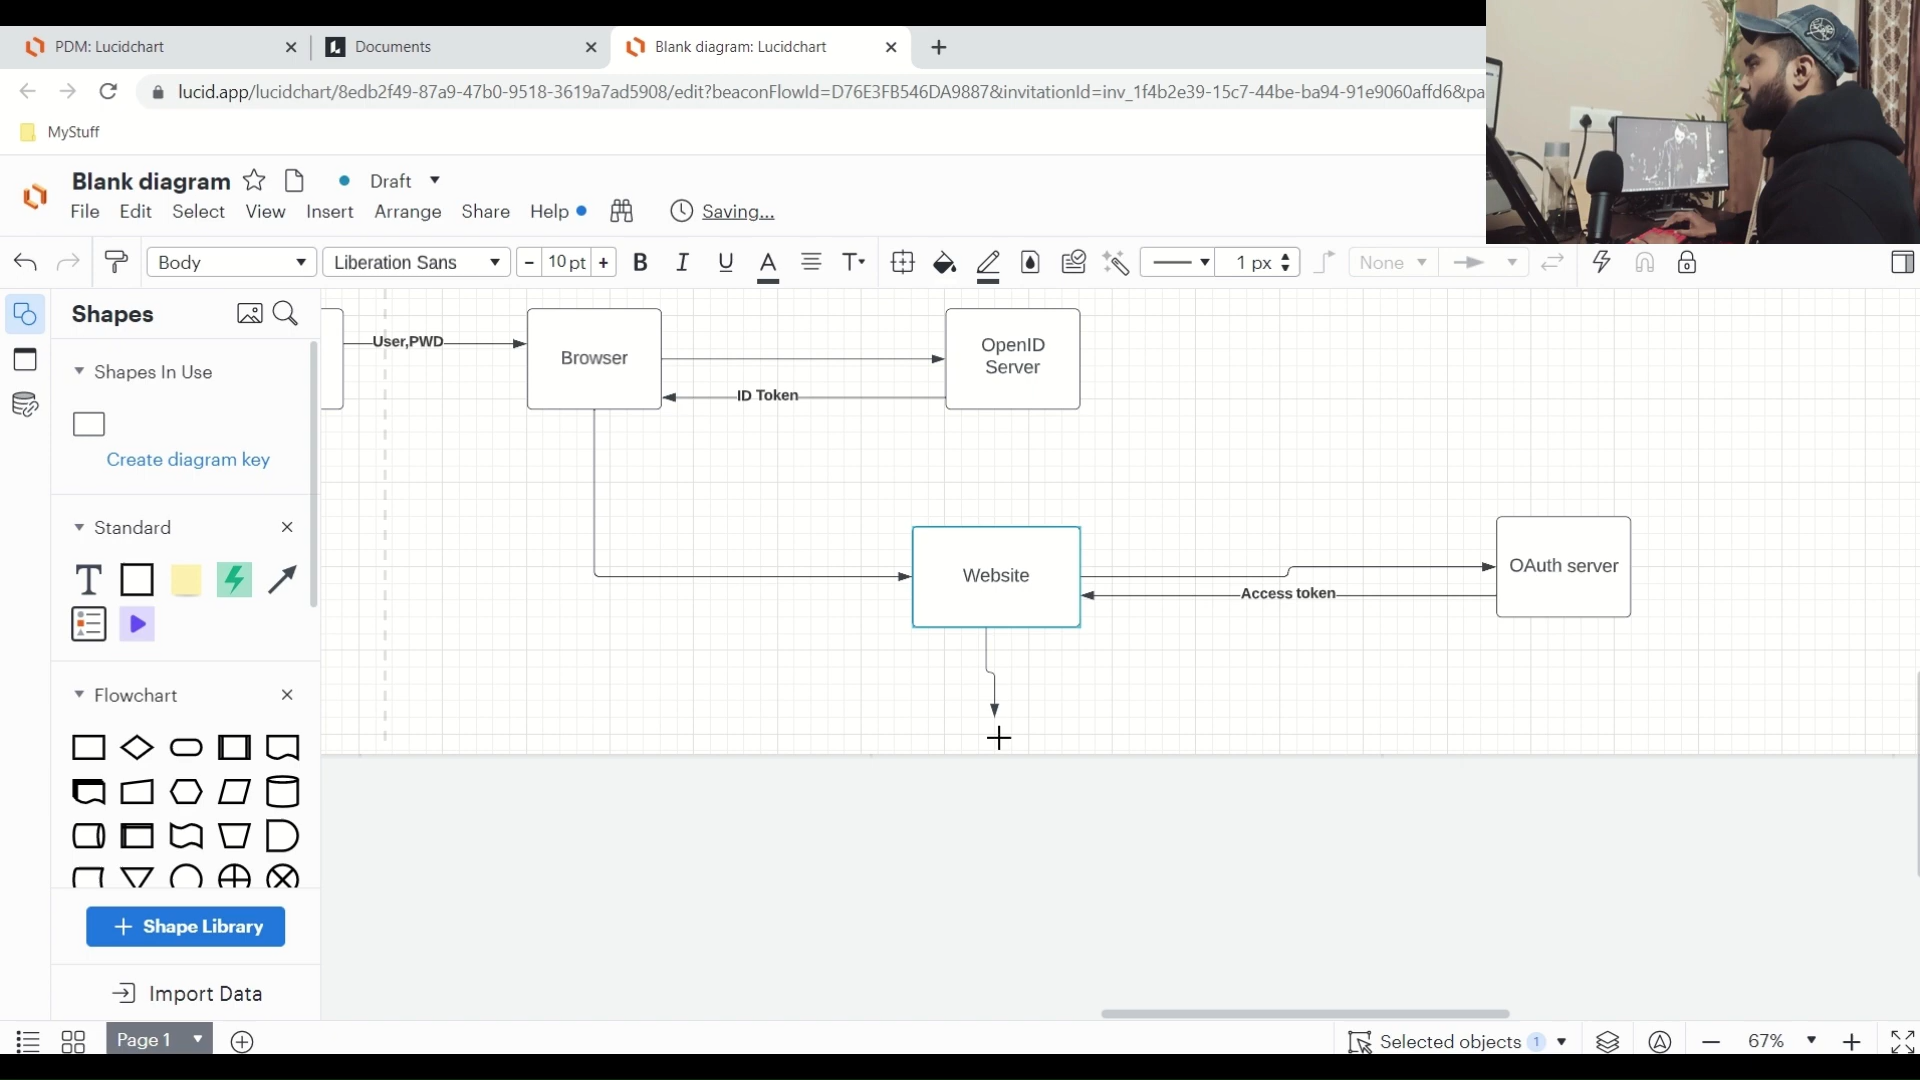 PDM: Lucidchart
Documents
Blank diagram: Lucidchart
lucid.app/lucidchart/8edb2f49-87a9-47b0-9518-3619a7ad5908/edit?beaconFlowId=D76E3FB546DA9887&invitationId=inv_1f4b2e39-15c7-44be-ba94-91e9060affd6&pa
MyStuff
Blank diagram
Draft
File Edit Select View Insert Arrange Share Help
Saving...
Body
Liberation Sans
- 10 pt +
B I U A T
1 px
None
Shapes
Shapes In Use
Create diagram key
Standard
T
Flowchart
+ Shape Library
Import Data
User,PWD
Browser
OpenID
Server
ID Token
Website
OAuth server
Access token
Page 1
Selected objects 1
67%